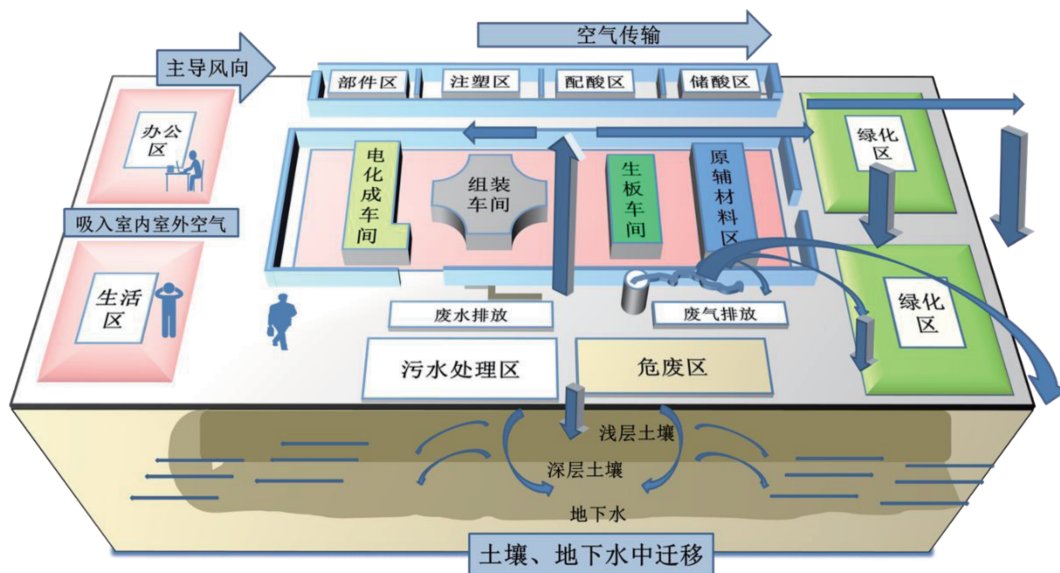 空气传输
主导风向
部件区
注塑区
配酸区
储酸区
办公区
电化成车间
组装车间
生板车间
原辅材料区
绿化区
吸入室内室外空气
生活区
绿化区
废水排放
废气排放
污水处理区
危废区
浅层土壤
深层土壤
地下水
土壤、地下水中迁移